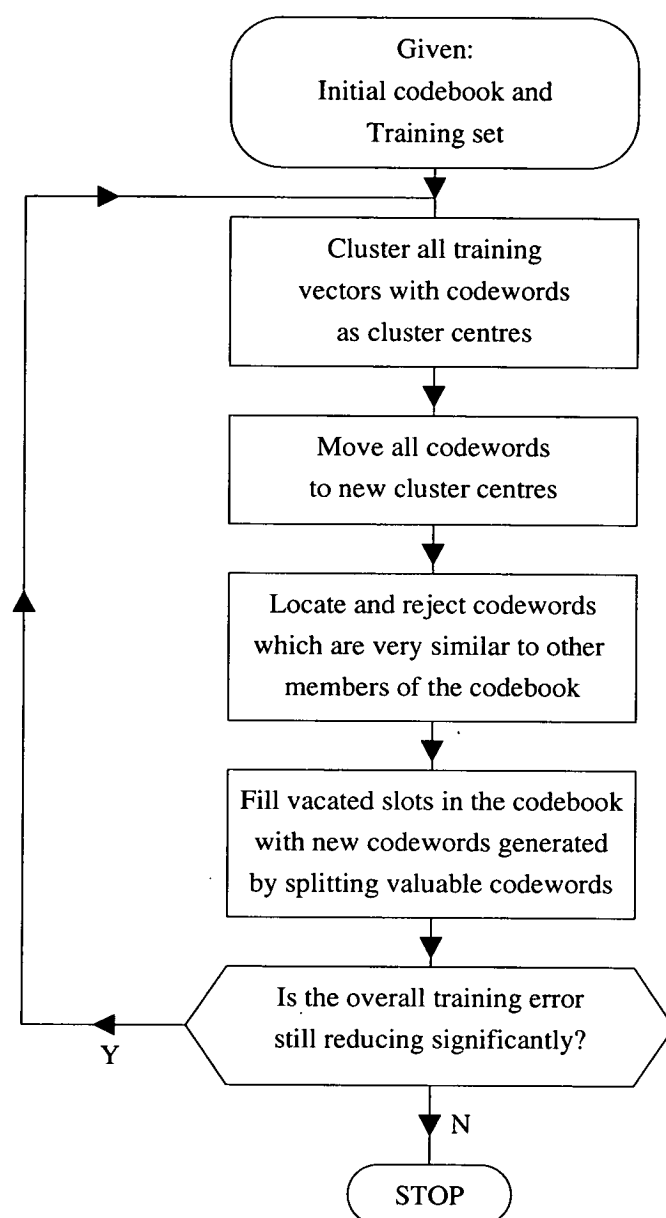 Given:
Initial codebook and
Training set
Cluster all training
vectors with codewords
as cluster centres
Move all codewords
to new cluster centres
Locate and reject codewords
which are very similar to other
members of the codebook
Fill vacated slots in the codebook
with new codewords generated
by splitting valuable codewords
Is the overall training error
still reducing significantly?
Y
N
STOP